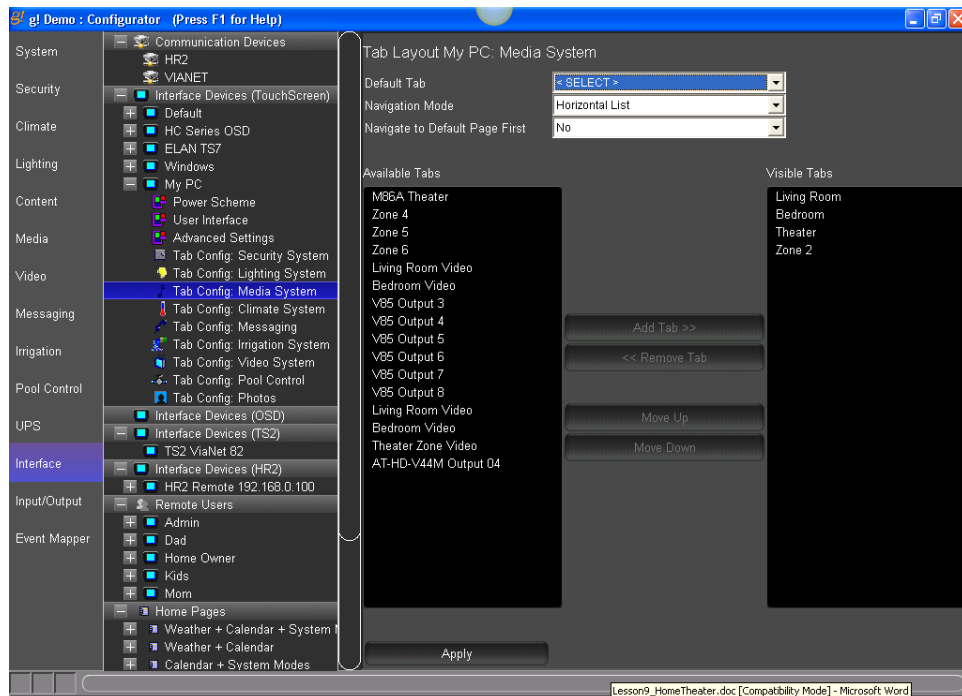 g! g! Demo : Configurator (Press F1 for Help)
System
Security
Climate
Lighting
Content
Media
Video
Messaging
Irrigation
Pool Control
UPS
Interface
Input/Output
Event Mapper
Communication Devices
HR2
VIANET
Interface Devices (TouchScreen)
Default
HC Series OSD
ELAN TS7
Windows
My PC
Power Scheme
User Interface
Advanced Settings
Tab Config: Security System
Tab Config: Lighting System
Tab Config: Media System
Tab Config: Climate System
Tab Config: Messaging
Tab Config: Irrigation System
Tab Config: Video System
Tab Config: Pool Control
Tab Config: Photos
Interface Devices (OSD)
Interface Devices (TS2)
TS2 ViaNet 82
Interface Devices (HR2)
HR2 Remote 192.168.0.100
Remote Users
Admin
Dad
Home Owner
Kids
Mom
Home Pages
Weather + Calendar + System
Weather + Calendar
Calendar + System Modes
Tab Layout My PC: Media System
Default Tab < SELECT >
Navigation Mode Horizontal List
Navigate to Default Page First No
Available Tabs
M86A Theater
Zone 4
Zone 5
Zone 6
Living Room Video
Bedroom Video
V85 Output 3
V85 Output 4
V85 Output 5
V85 Output 6
V85 Output 7
V85 Output 8
Living Room Video
Bedroom Video
Theater Zone Video
AT-HD-V44M Output 04
Add Tab >>
<< Remove Tab
Move Up
Move Down
Visible Tabs
Living Room
Bedroom
Theater
Zone 2
Apply
Lesson9_HomeTheater.doc [Compatibility Mode] - Microsoft Word